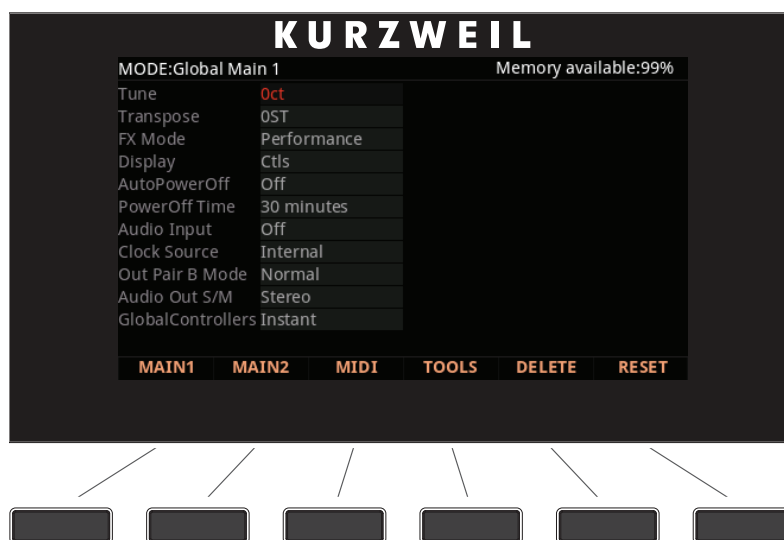 KURZWEIL
MODE:Global Main 1 Memory available:99%
Tune 0ct
Transpose 0ST
FX Mode Performance
Display Ctls
AutoPowerOff Off
PowerOff Time 30 minutes
Audio Input Off
Clock Source Internal
Out Pair B Mode Normal
Audio Out S/M Stereo
GlobalControllers Instant
MAIN1 MAIN2 MIDI TOOLS DELETE RESET